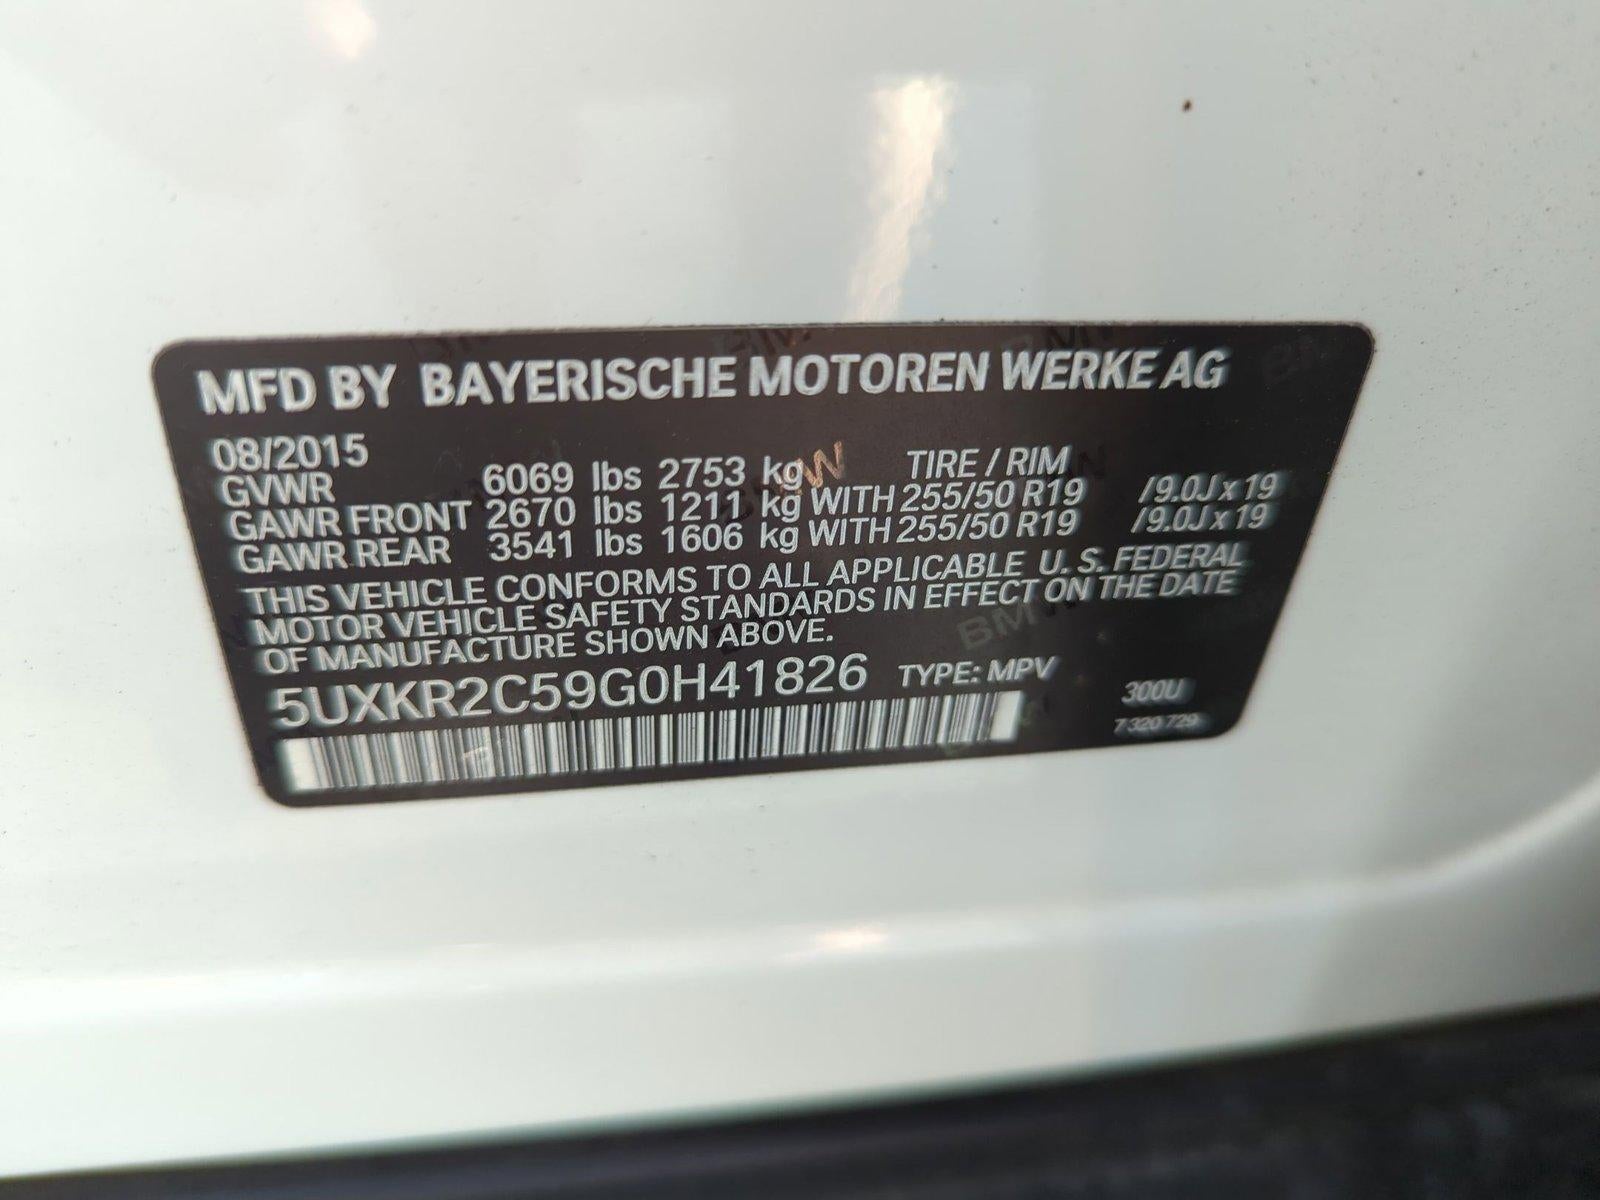 MFD BY BAYERISCHE MOTOREN WERKE AG
08/2015
GVWR 6069 lbs 2753 kg TIRE / RIM
GAWR FRONT 2670 lbs 1211 kg WITH 255/50 R19 /9.0J x 19
GAWR REAR 3541 lbs 1606 kg WITH 255/50 R19 /9.0J x 19
THIS VEHICLE CONFORMS TO ALL APPLICABLE U. S. FEDERAL
MOTOR VEHICLE SAFETY STANDARDS IN EFFECT ON THE DATE
OF MANUFACTURE SHOWN ABOVE.
5UXKR2C59G0H41826 TYPE: MPV
300U
7 320 729